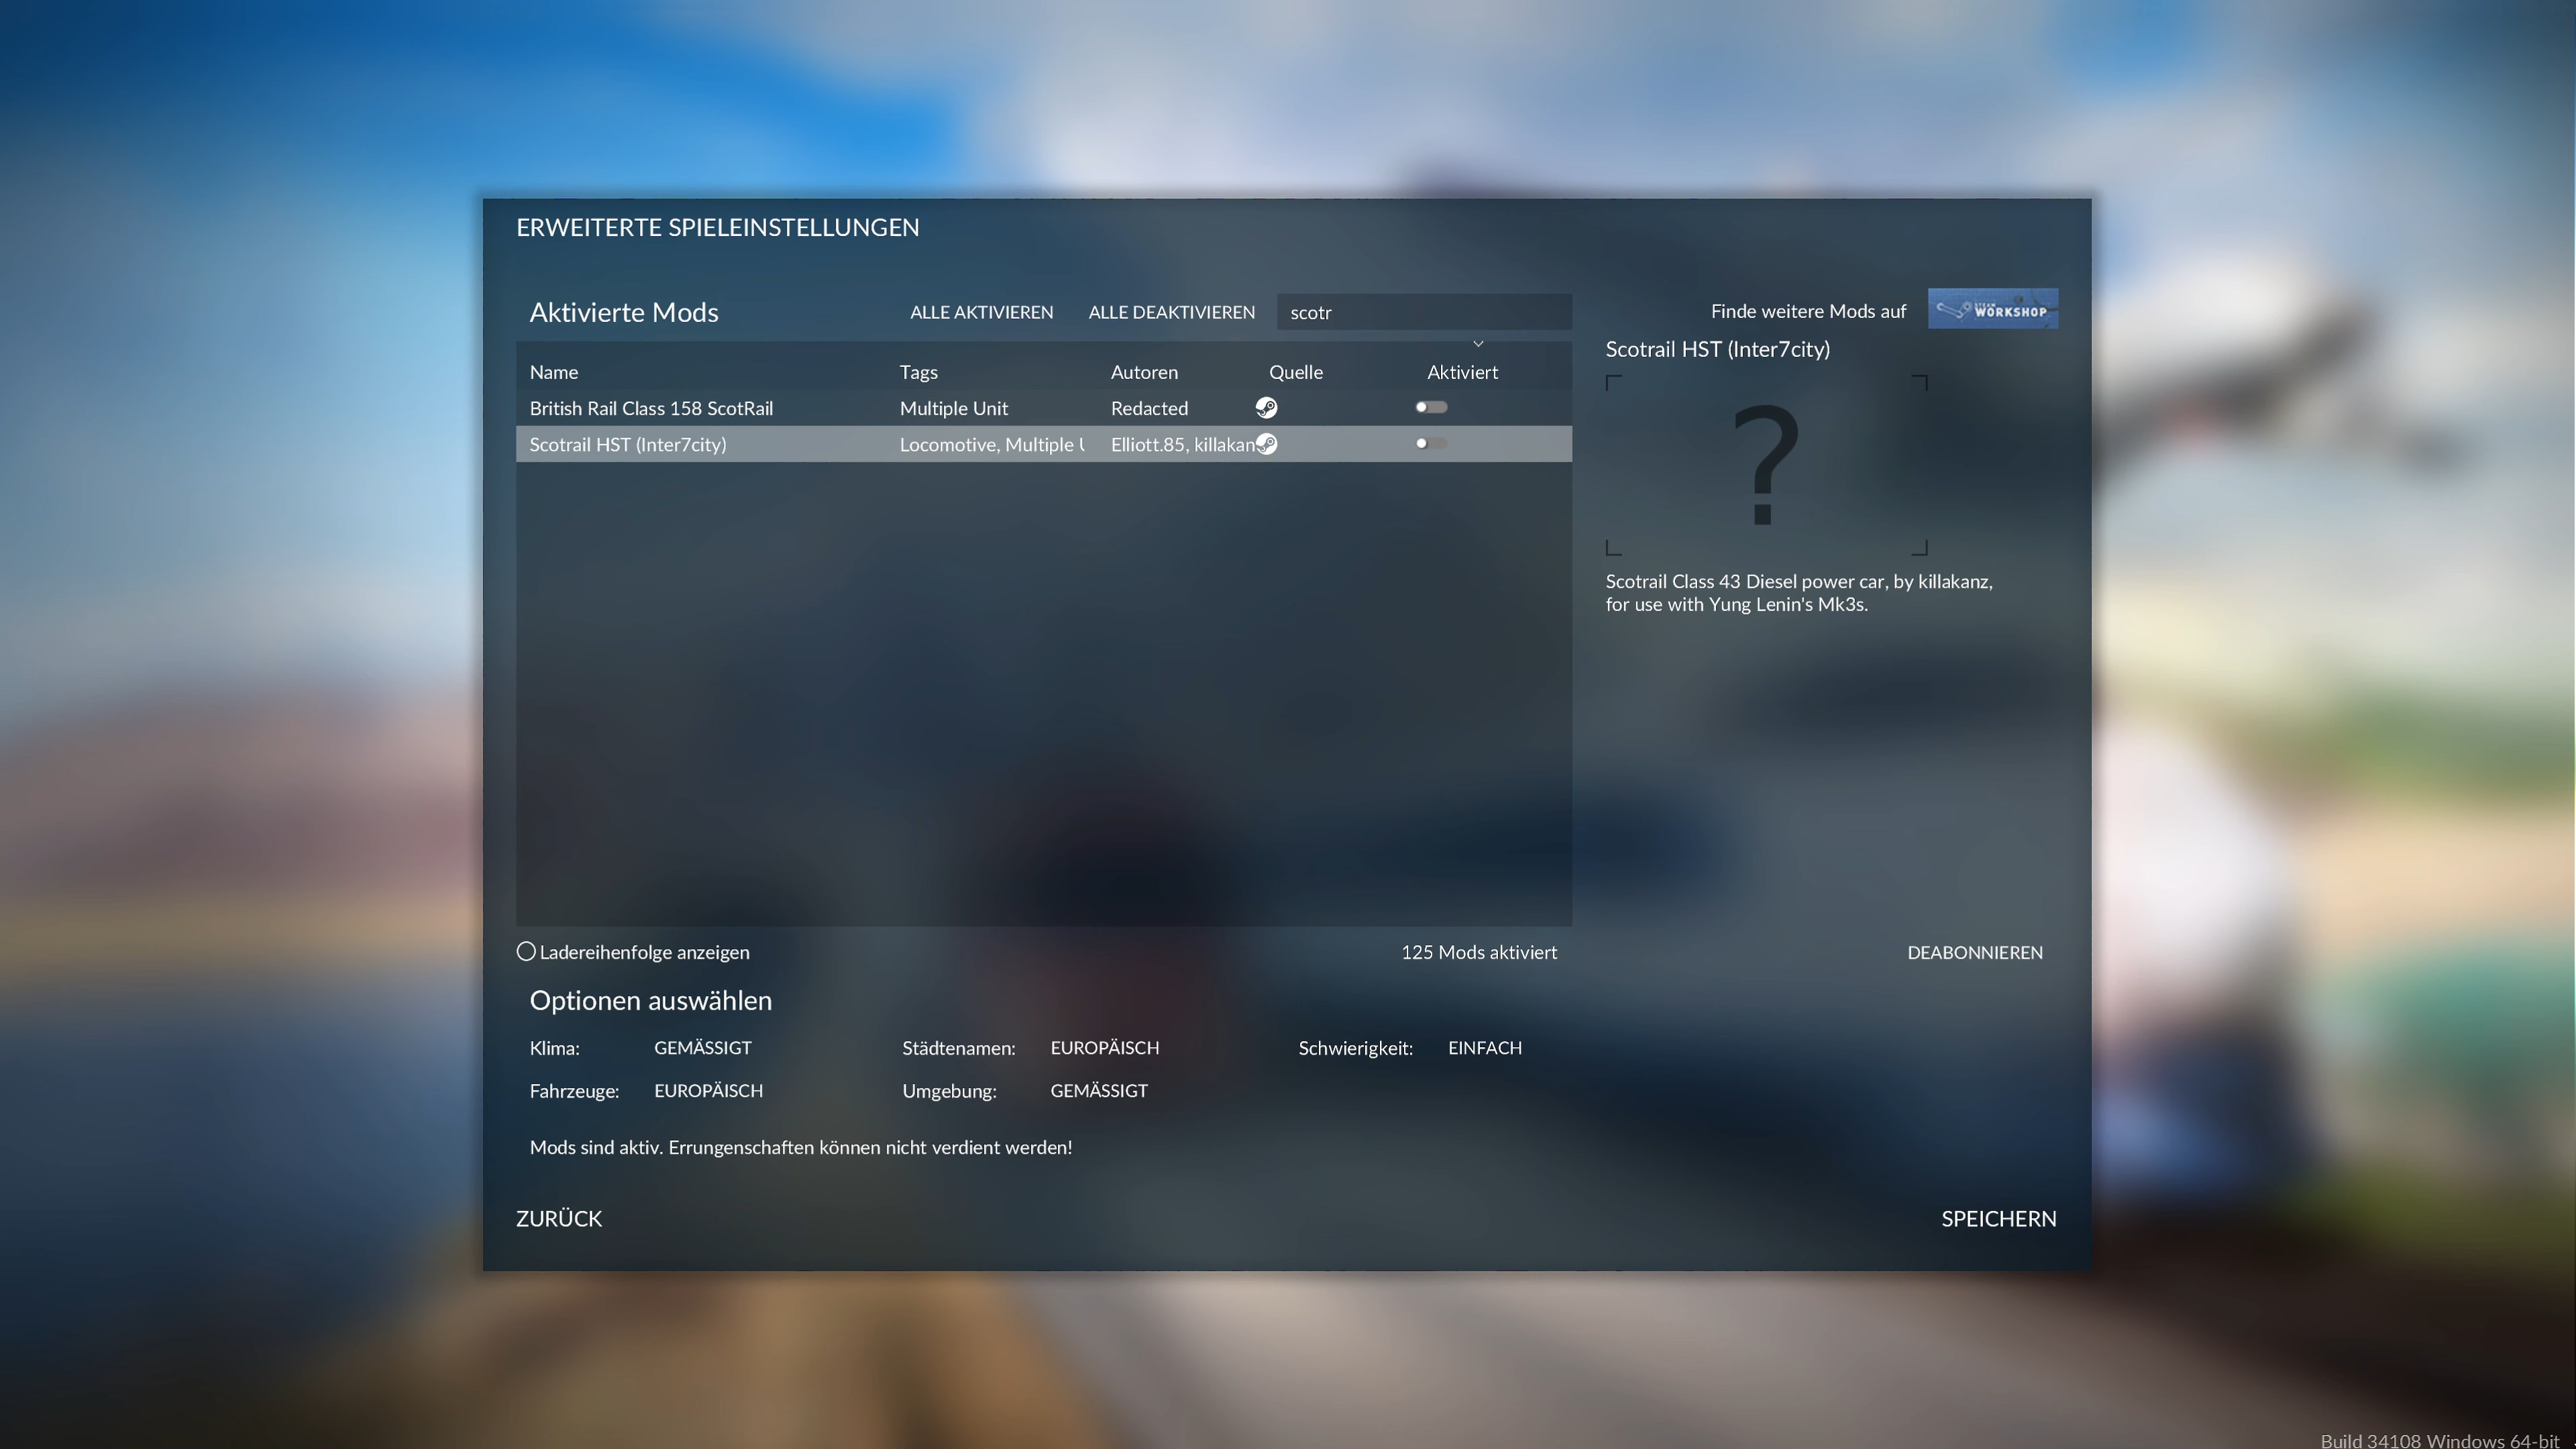 ERWEITERTE SPIELEINSTELLUNGEN
Aktivierte Mods
ALLE AKTIVIEREN
ALLE DEAKTIVIEREN
scotr
Finde weitere Mods auf
STEAM
WORKSHOP
Name Tags Autoren Quelle Aktiviert
British Rail Class 158 ScotRail Multiple Unit Redacted
Scotrail HST (Inter7city) Locomotive, Multiple U Elliott.85, killakan
Scotrail HST (Inter7city)
?
Scotrail Class 43 Diesel power car, by killakanz,
for use with Yung Lenin's Mk3s.
Ladereihenfolge anzeigen
125 Mods aktiviert
DEABONNIEREN
Optionen auswählen
Klima: GEMÄSSIGT Städtenamen: EUROPÄISCH Schwierigkeit: EINFACH
Fahrzeuge: EUROPÄISCH Umgebung: GEMÄSSIGT
Mods sind aktiv. Errungenschaften können nicht verdient werden!
ZURÜCK
SPEICHERN
Build 34108 Windows 64-bit